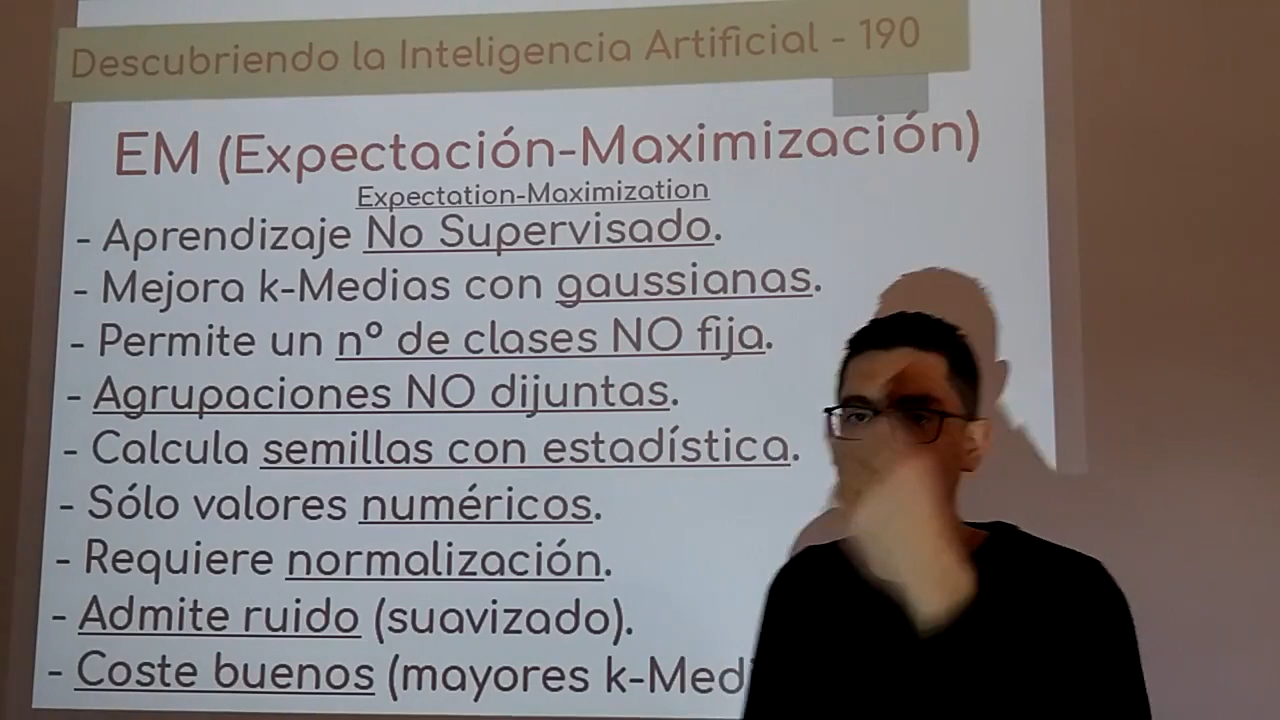 Descubriendo la Inteligencia Artificial - 190
EM (Expectación-Maximización)
Expectation-Maximization
- Aprendizaje No Supervisado.
- Mejora k-Medias con gaussianas.
- Permite un nº de clases NO fija.
- Agrupaciones NO dijuntas.
- Calcula semillas con estadística.
- Sólo valores numéricos.
- Requiere normalización.
- Admite ruido (suavizado).
- Coste buenos (mayores